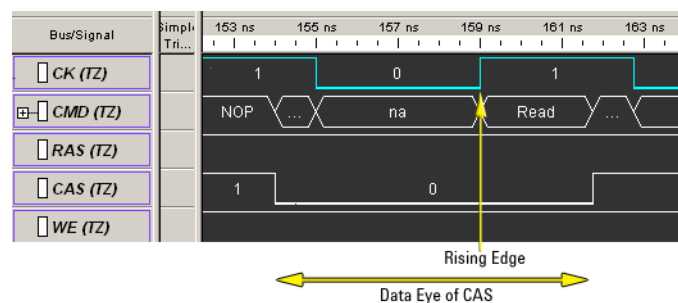 Bus/Signal
Simpl
Tri...
153 ns 155 ns 157 ns 159 ns 161 ns 163 ns
CK (TZ) 1 0 1
CMD (TZ) NOP ... na Read ...
RAS (TZ)
CAS (TZ) 1 0
WE (TZ)
Rising Edge
Data Eye of CAS